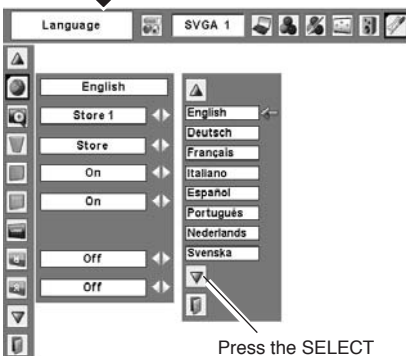 Language
SVGA 1
English
Store 1
Store
On
On
Off
Off
English
Deutsch
Français
Italiano
Español
Português
Nederlands
Svenska
Press the SELECT